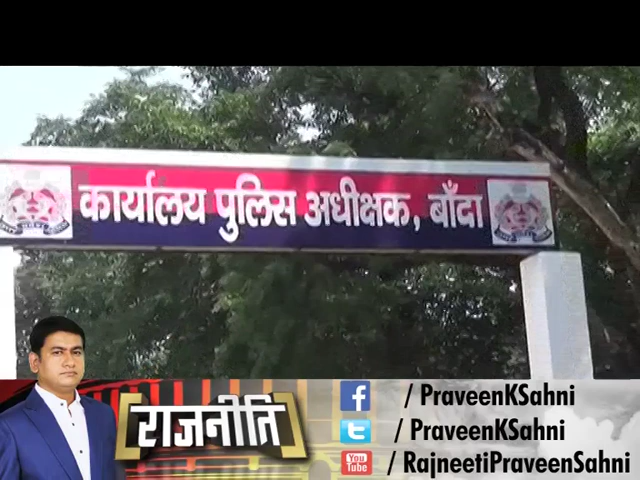 कार्यालय पुलिस अधीक्षक, बाँदा
राजनीति
/ PraveenKSahni
/ PraveenKSahni
You Tube / RajneetiPraveenSahni